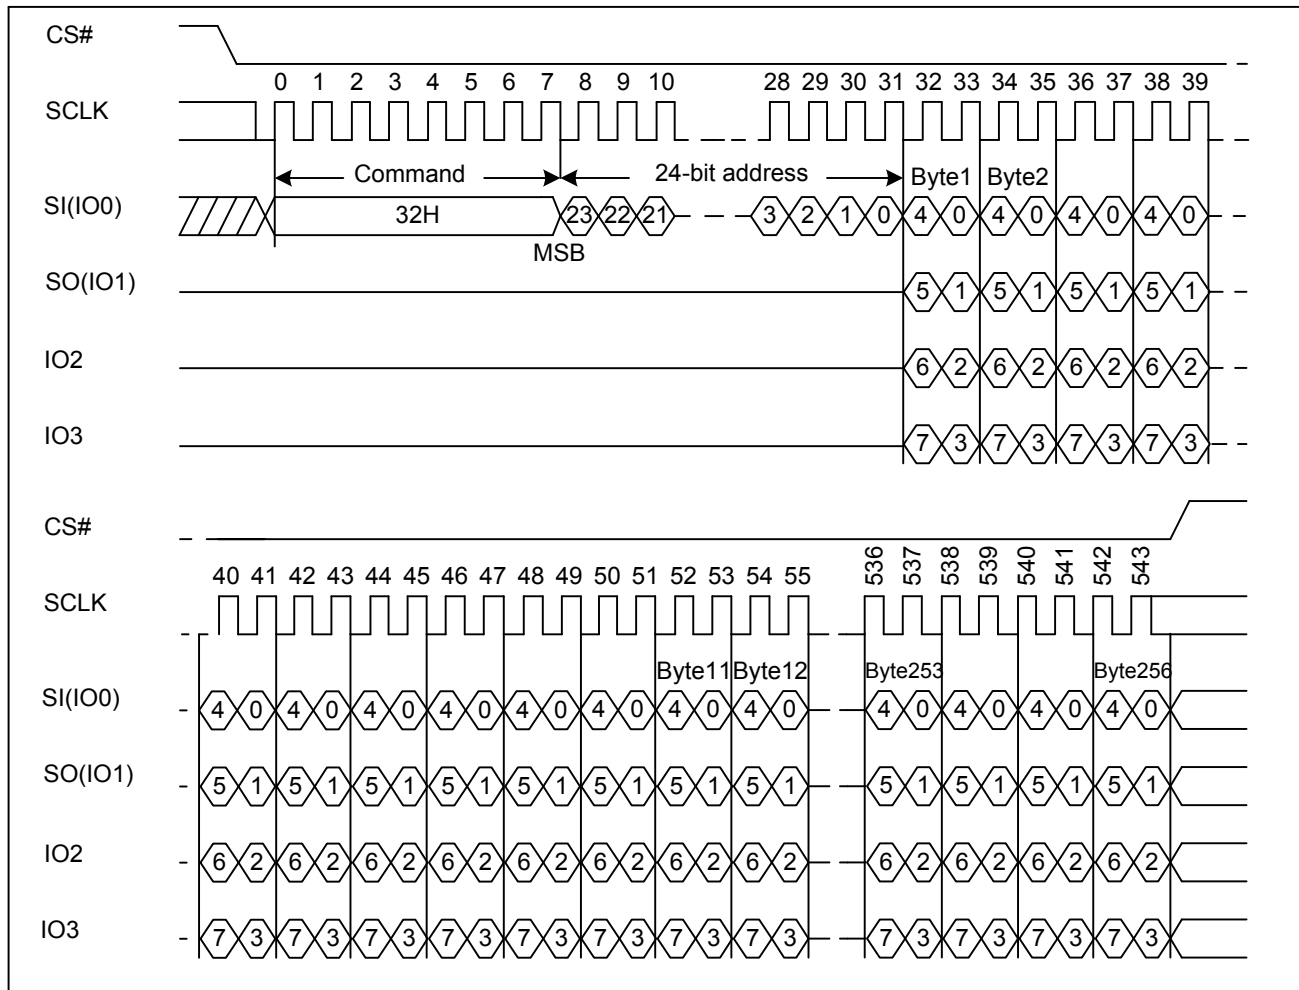 CS#
0 1 2 3 4 5 6 7 8 9 10 28 29 30 31 32 33 34 35 36 37 38 39
SCLK
Command 24-bit address Byte1 Byte2
SI(IO0) 32H 23 22 21 3 2 1 0 4 0 4 0 4 0 4 0
MSB
SO(IO1) 5 1 5 1 5 1 5 1
IO2 6 2 6 2 6 2 6 2
IO3 7 3 7 3 7 3 7 3
CS#
40 41 42 43 44 45 46 47 48 49 50 51 52 53 54 55 536 537 538 539 540 541 542 543
SCLK
Byte11 Byte12 Byte253 Byte256
SI(IO0) 4 0 4 0 4 0 4 0 4 0 4 0 4 0 4 0 4 0 4 0 4 0 4 0
SO(IO1) 5 1 5 1 5 1 5 1 5 1 5 1 5 1 5 1 5 1 5 1 5 1 5 1
IO2 6 2 6 2 6 2 6 2 6 2 6 2 6 2 6 2 6 2 6 2 6 2 6 2
IO3 7 3 7 3 7 3 7 3 7 3 7 3 7 3 7 3 7 3 7 3 7 3 7 3